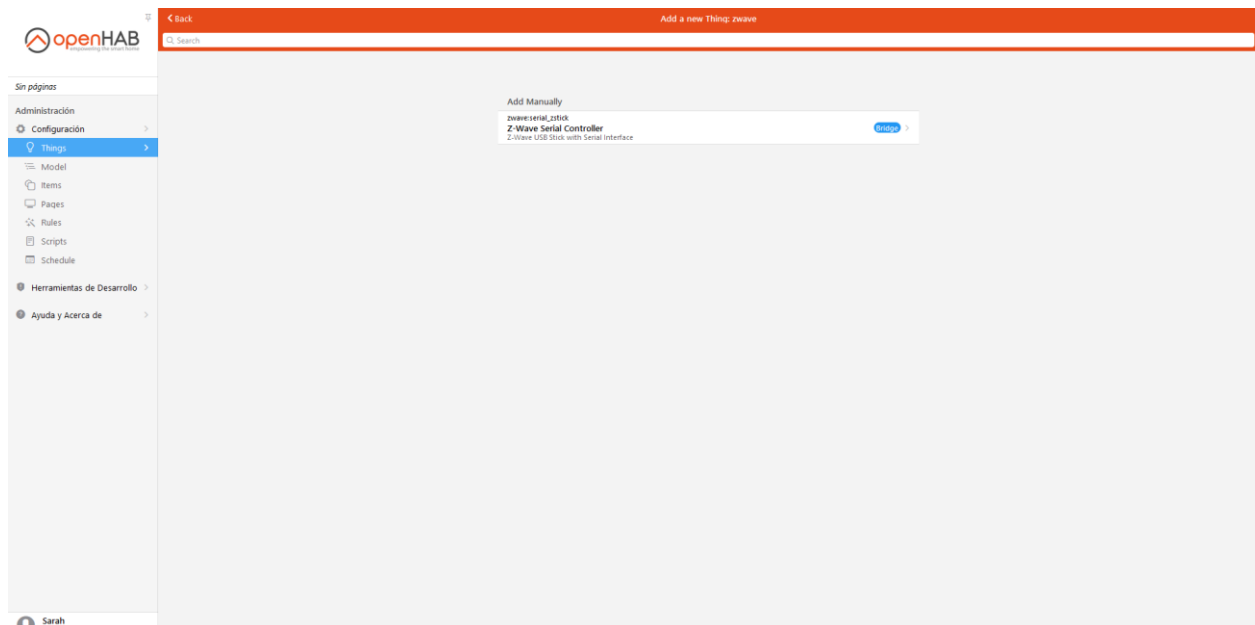 openHAB
empowering the smart home
Sin páginas
Administración
Configuración
Things
Model
Items
Pages
Rules
Scripts
Schedule
Herramientas de Desarrollo
Ayuda y Acerca de
Sarah
Back
Add a new Thing: zwave
Search
Add Manually
zwave:serial_zstick
Z-Wave Serial Controller
Z-Wave USB Stick with Serial Interface
Bridge